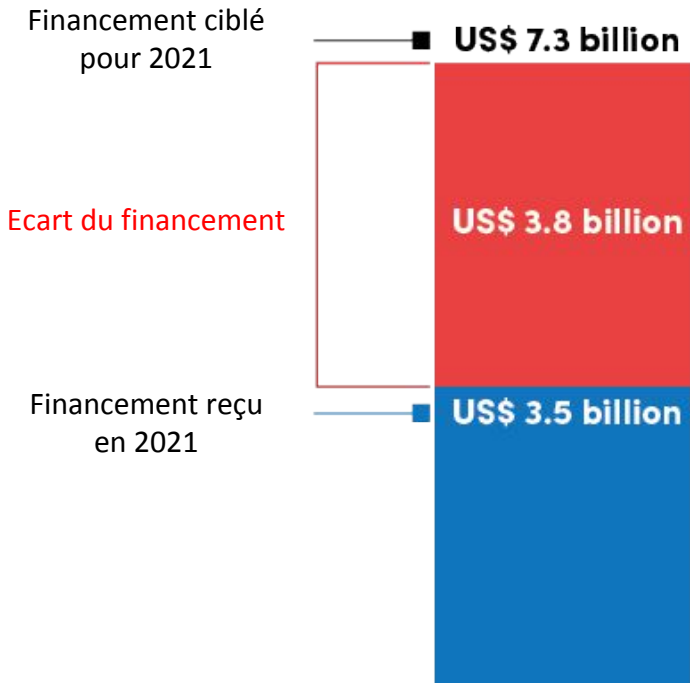 Financement ciblé
pour 2021
US$ 7.3 billion
Ecart du financement
US$ 3.8 billion
Financement reçu
en 2021
US$ 3.5 billion